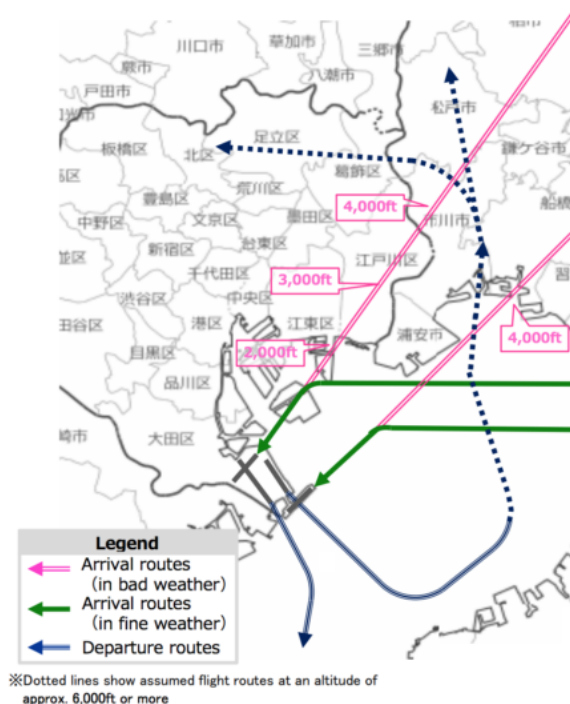 川口市
草加市
三郷市
蕨市
八潮市
戸田市
松戸市
足立区
板橋区
北区
鎌ケ谷市
葛飾区
荒川区
4,000ft
豊島区
墨田区
市川市
船橋
文京区
中野区
台東区
新宿区
江戸川区
千代田区
3,000ft
習
渋谷区
中央区
江東区
港区
浦安市
田谷区
2,000ft
4,000ft
目黒区
品川区
大田区
崎市
Legend
Arrival routes
(in bad weather)
Arrival routes
(in fine weather)
Departure routes
※Dotted lines show assumed flight routes at an altitude of
approx. 6,000ft or more